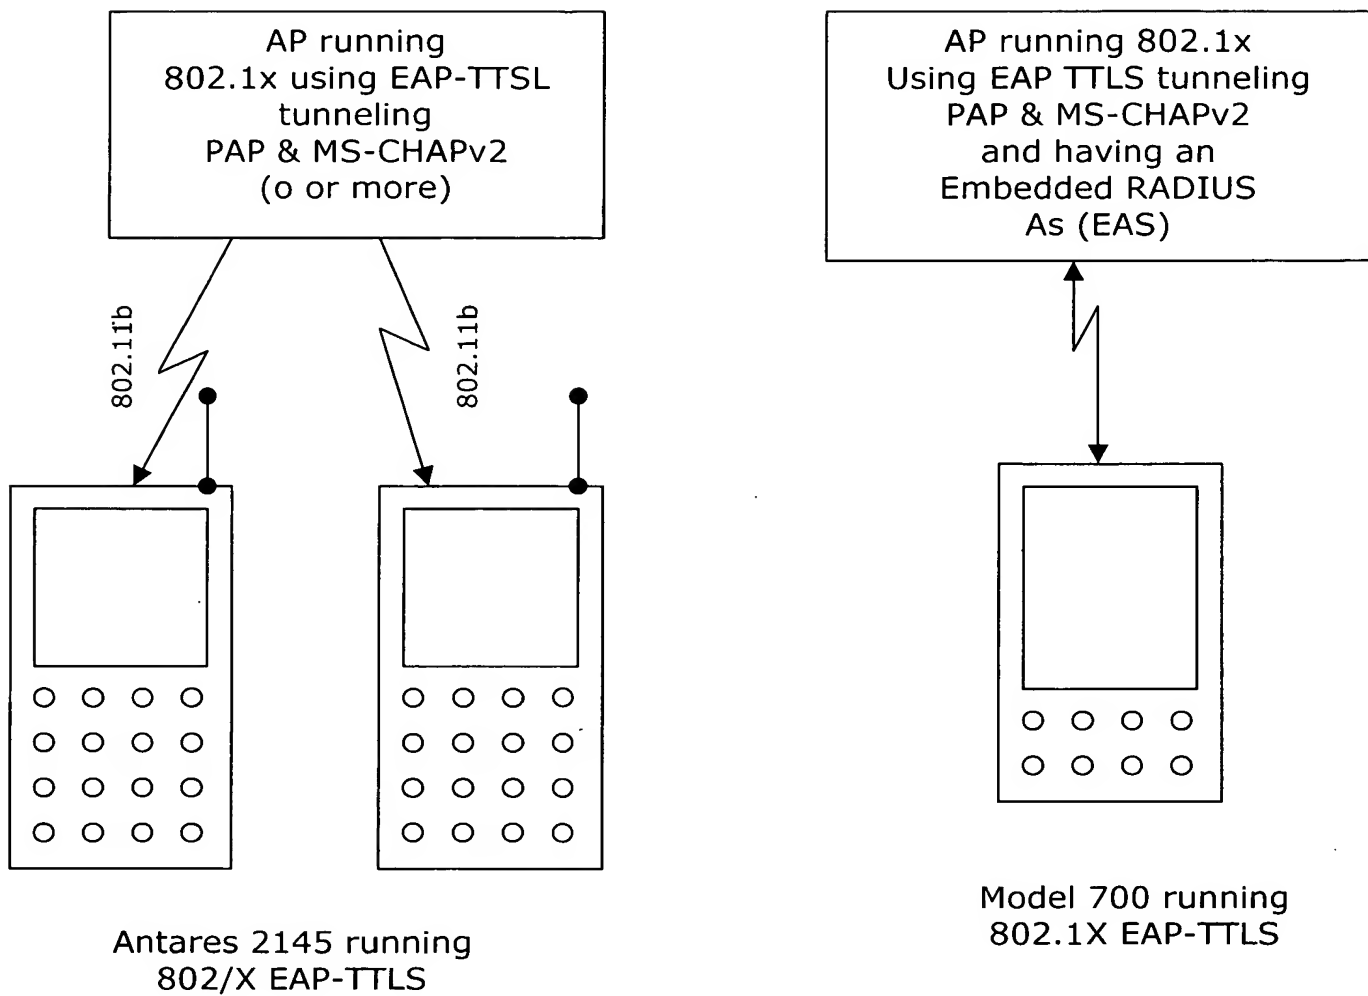 AP running
802.1x using EAP-TTSL
tunneling
PAP & MS-CHAPv2
(o or more)
AP running 802.1x
Using EAP TTLS tunneling
PAP & MS-CHAPv2
and having an
Embedded RADIUS
As (EAS)
802.11b
802.11b
Antares 2145 running
802/X EAP-TTLS
Model 700 running
802.1X EAP-TTLS